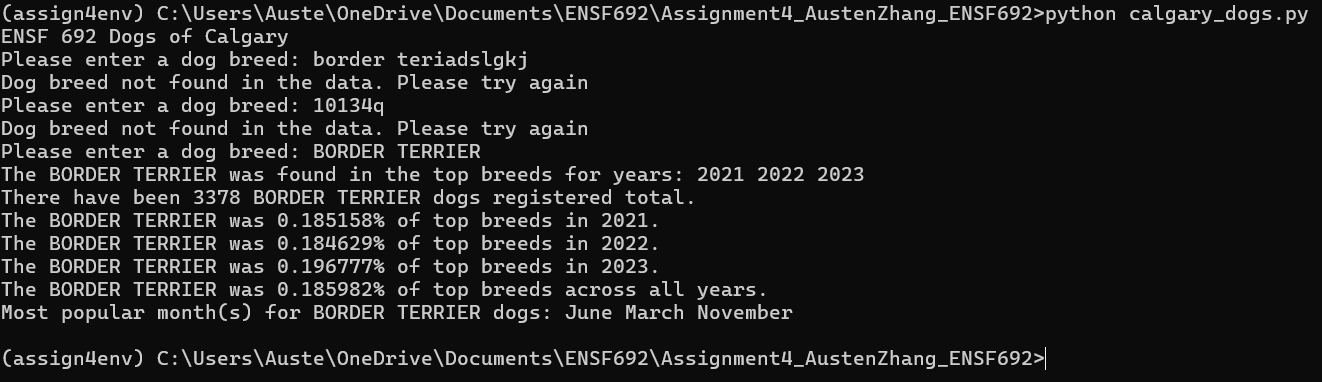 (assign4env) C:\Users\Auste\OneDrive\Documents\ENSF692\Assignment4_AustenZhang_ENSF692>python calgary_dogs.py
ENSF 692 Dogs of Calgary
Please enter a dog breed: border teriadslgkj
Dog breed not found in the data. Please try again
Please enter a dog breed: 10134q
Dog breed not found in the data. Please try again
Please enter a dog breed: BORDER TERRIER
The BORDER TERRIER was found in the top breeds for years: 2021 2022 2023
There have been 3378 BORDER TERRIER dogs registered total.
The BORDER TERRIER was 0.185158% of top breeds in 2021.
The BORDER TERRIER was 0.184629% of top breeds in 2022.
The BORDER TERRIER was 0.196777% of top breeds in 2023.
The BORDER TERRIER was 0.185982% of top breeds across all years.
Most popular month(s) for BORDER TERRIER dogs: June March November
(assign4env) C:\Users\Auste\OneDrive\Documents\ENSF692\Assignment4_AustenZhang_ENSF692>